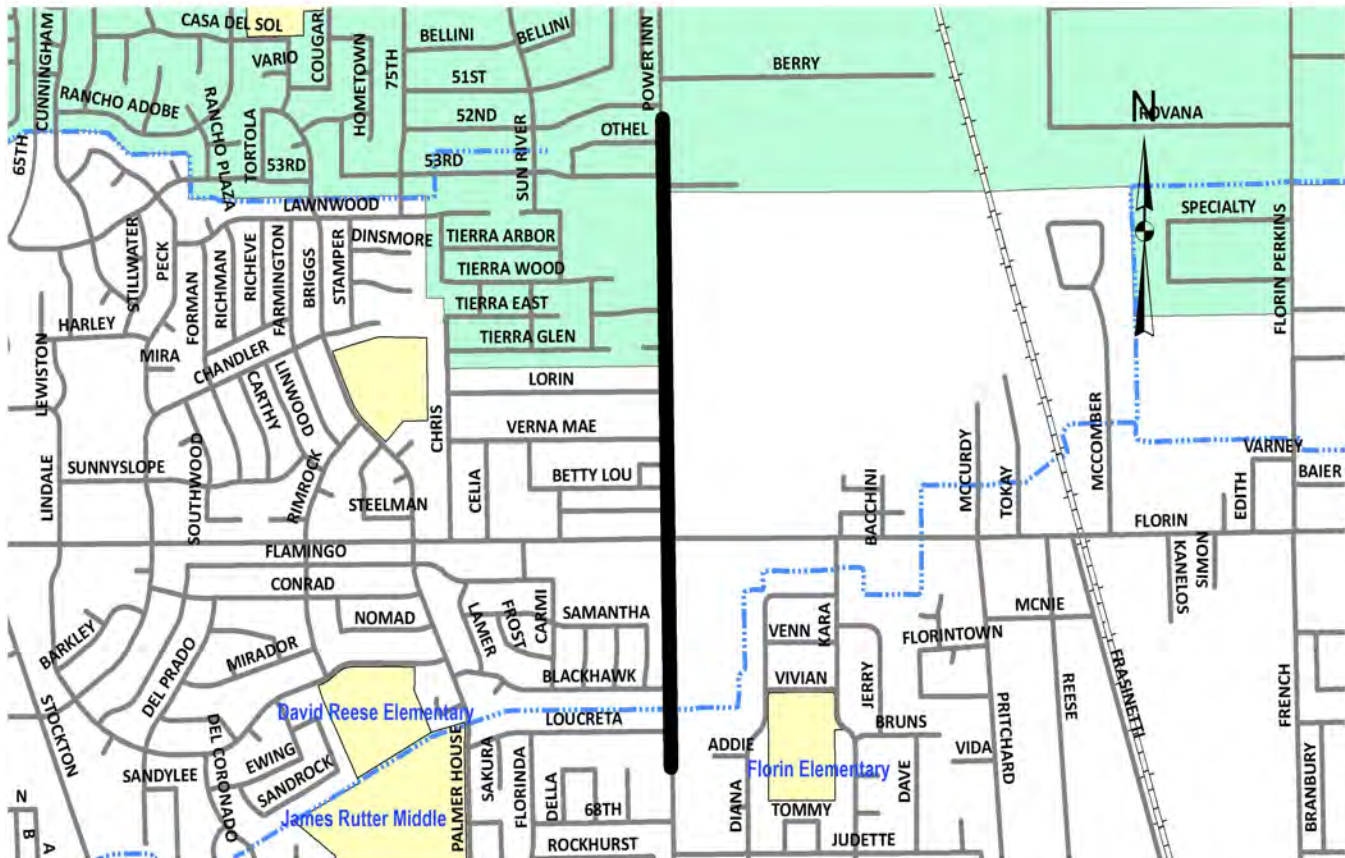 CASA DEL SOL
CUNNINGHAM
VARIO
COUGAR
HOMETOWN
75TH
BELLINI
BELLINI
POWER INN
BERRY
51ST
RANCHO ADOBE
52ND
OTHEL
N
ROVANA
65TH
RANCHO PLAZA
TORTOLA
53RD
53RD
SUN RIVER
LAWNWOOD
SPECIALTY
FLORIN PERKINS
STILLWATER
PECK
DINSMORE
TIERRA ARBOR
FORMAN
RICHMAN
RICHEVE
FARMINGTON
BRIGGS
STAMPER
TIERRA WOOD
TIERRA EAST
HARLEY
TIERRA GLEN
MIRA
CHANDLER
LEWISTON
LORIN
CARTHY
LINWOOD
CHRIS
VERNA MAE
MCCOMBER
VARNEY
SUNNYSLOPE
SOUTHWOOD
RIMROCK
STEELMAN
CELIA
BETTY LOU
BACCHINI
MCCURDY
TOKAY
EDITH
BAIER
LINDALE
FLORIN
FLAMINGO
KANELOS
SIMON
CONRAD
NOMAD
LAMER
FROST
CARMI
SAMANTHA
KARA
MCNIE
BARKLEY
VENN
FLORINTOWN
DEL PRADO
MIRADOR
BLACKHAWK
VIVIAN
JERRY
FRASINETTI
REESE
PRITCHARD
FRENCH
STOCKTON
David Reese Elementary
LOUCRETA
BRUNS
DEL CORONADO
EWING
ADDIE
VIDA
SANDYLEE
SANDROCK
PALMER HOUSE
SAKURA
FLORINDA
DELLA
Florin Elementary
DAVE
BRANBURY
N
B
A
James Rutter Middle
68TH
DIANA
TOMMY
ROCKHURST
JUDETTE